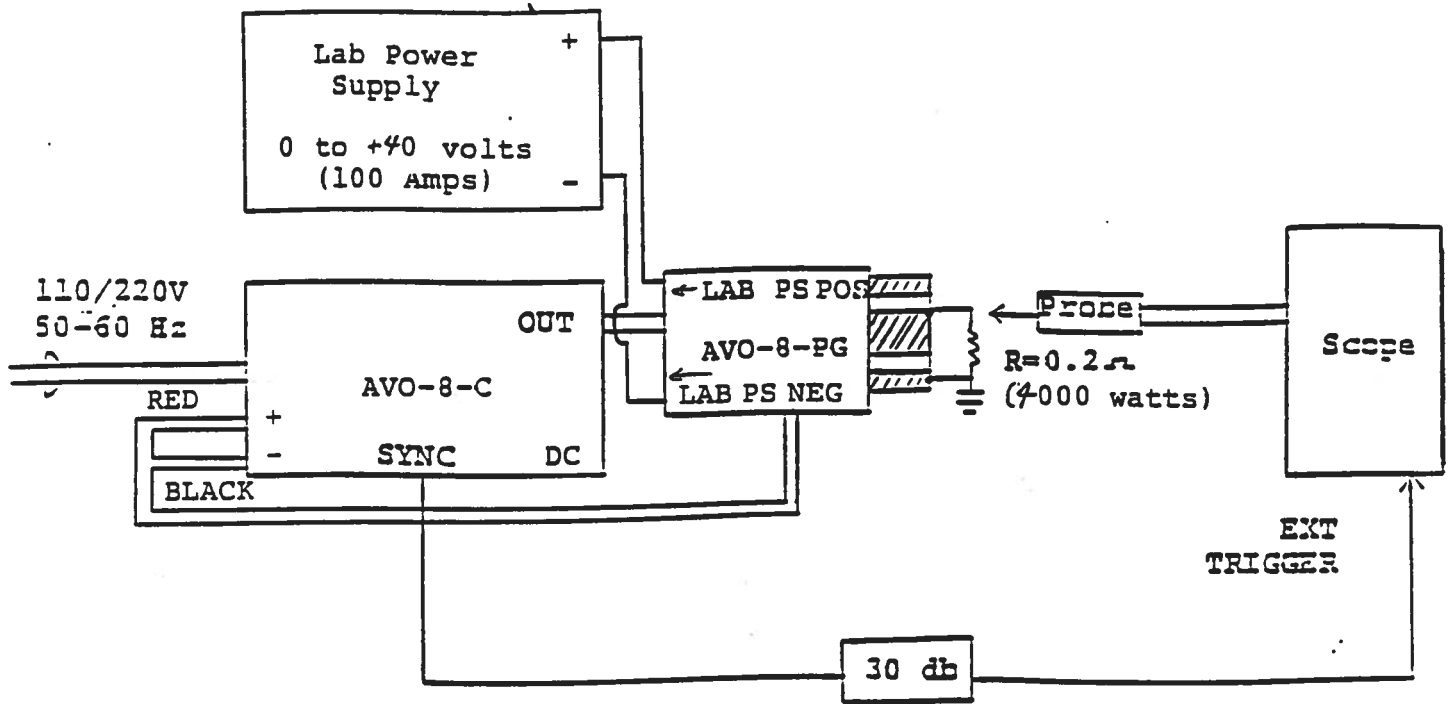 Lab Power
Supply
0 to +40 volts
(100 Amps)
+
-
110/220V
50-60 Hz
RED
+
-
BLACK
OUT
AVO-8-C
SYNC
DC
LAB PS POS
AVO-8-PG
LAB PS NEG
Probe
R=0.2Ω
(4000 watts)
Scope
EXT
TRIGGER
30 db